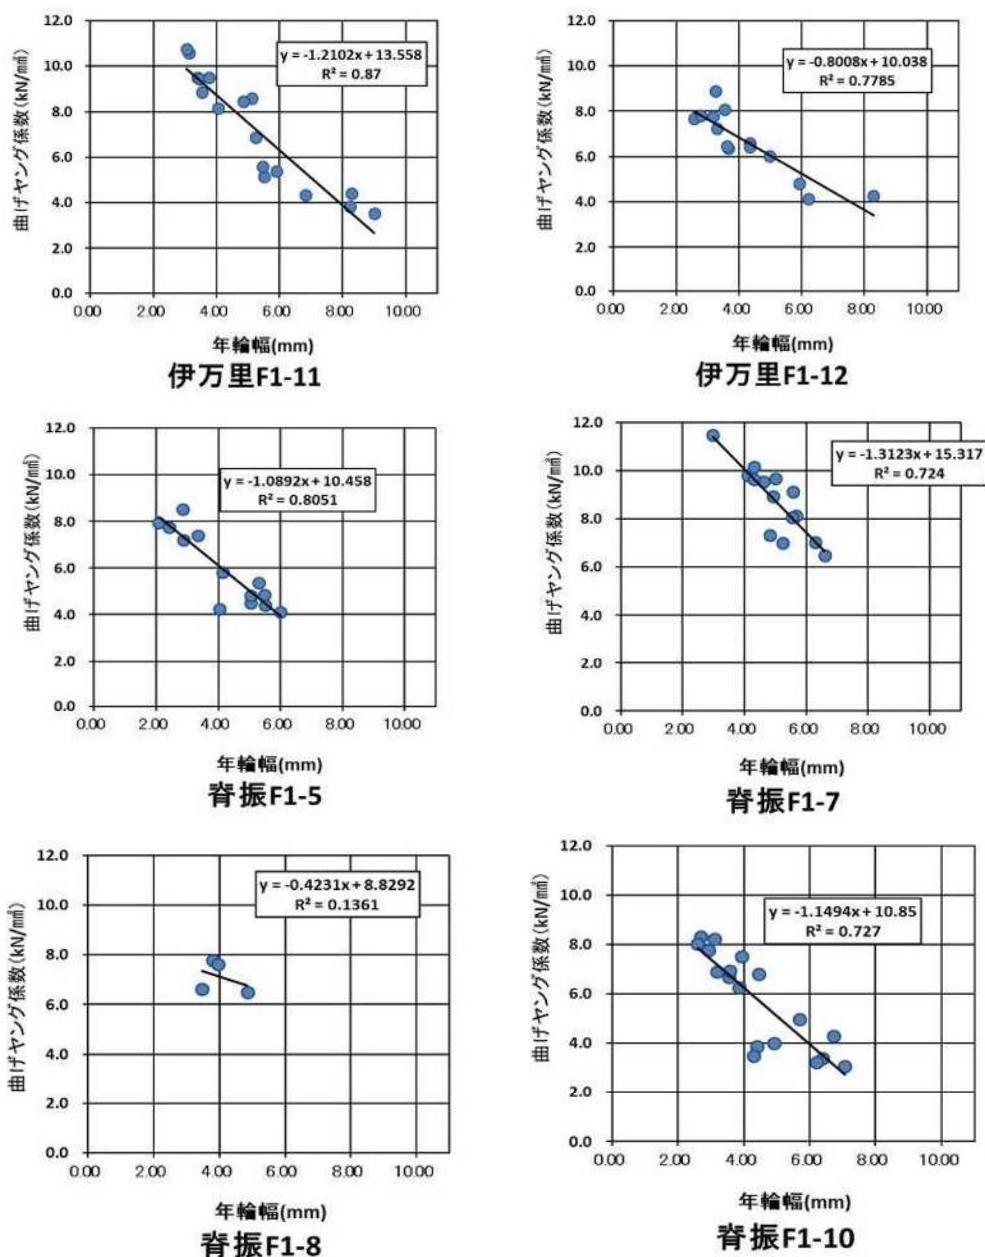 12.0
10.0
8.0
6.0
4.0
2.0
0.0
曲げヤング係数(kN/㎟)
y = -1.2102x + 13.558
R² = 0.87
0.00 2.00 4.00 6.00 8.00 10.00
年輪幅(mm)
伊万里F1-11
12.0
10.0
8.0
6.0
4.0
2.0
0.0
曲げヤング係数(kN/㎟)
y = -0.8008x + 10.038
R² = 0.7785
0.00 2.00 4.00 6.00 8.00 10.00
年輪幅(mm)
伊万里F1-12
12.0
10.0
8.0
6.0
4.0
2.0
0.0
曲げヤング係数(kN/㎟)
y = -1.0892x + 10.458
R² = 0.8051
0.00 2.00 4.00 6.00 8.00 10.00
年輪幅(mm)
脊振F1-5
12.0
10.0
8.0
6.0
4.0
2.0
0.0
曲げヤング係数(kN/㎟)
y = -1.3123x + 15.317
R² = 0.724
0.00 2.00 4.00 6.00 8.00 10.00
年輪幅(mm)
脊振F1-7
12.0
10.0
8.0
6.0
4.0
2.0
0.0
曲げヤング係数(kN/㎟)
y = -0.4231x + 8.8292
R² = 0.1361
0.00 2.00 4.00 6.00 8.00 10.00
年輪幅(mm)
脊振F1-8
12.0
10.0
8.0
6.0
4.0
2.0
0.0
曲げヤング係数(kN/㎟)
y = -1.1494x + 10.85
R² = 0.727
0.00 2.00 4.00 6.00 8.00 10.00
年輪幅(mm)
脊振F1-10